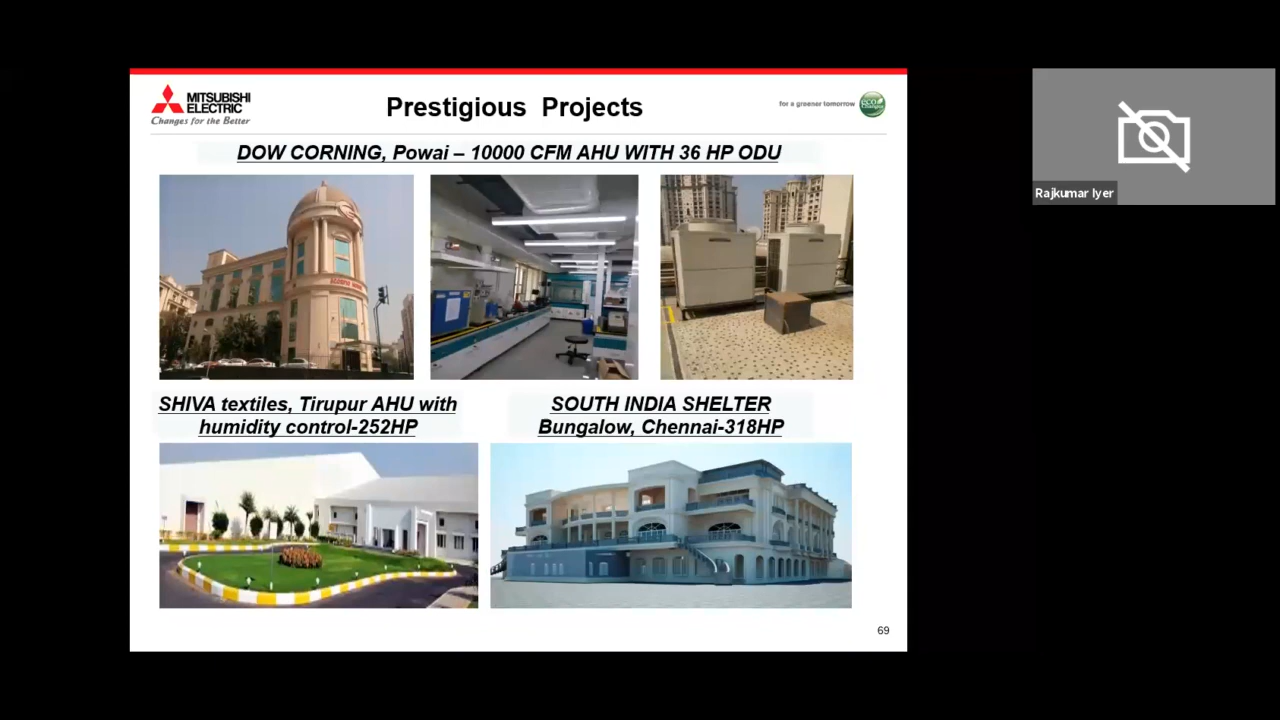 MITSUBISHI
ELECTRIC
Changes for the Better
Prestigious Projects
for a greener tomorrow
eco
changes
DOW CORNING, Powai – 10000 CFM AHU WITH 36 HP ODU
SHIVA textiles, Tirupur AHU with
humidity control-252HP
SOUTH INDIA SHELTER
Bungalow, Chennai-318HP
69
Rajkumar Iyer